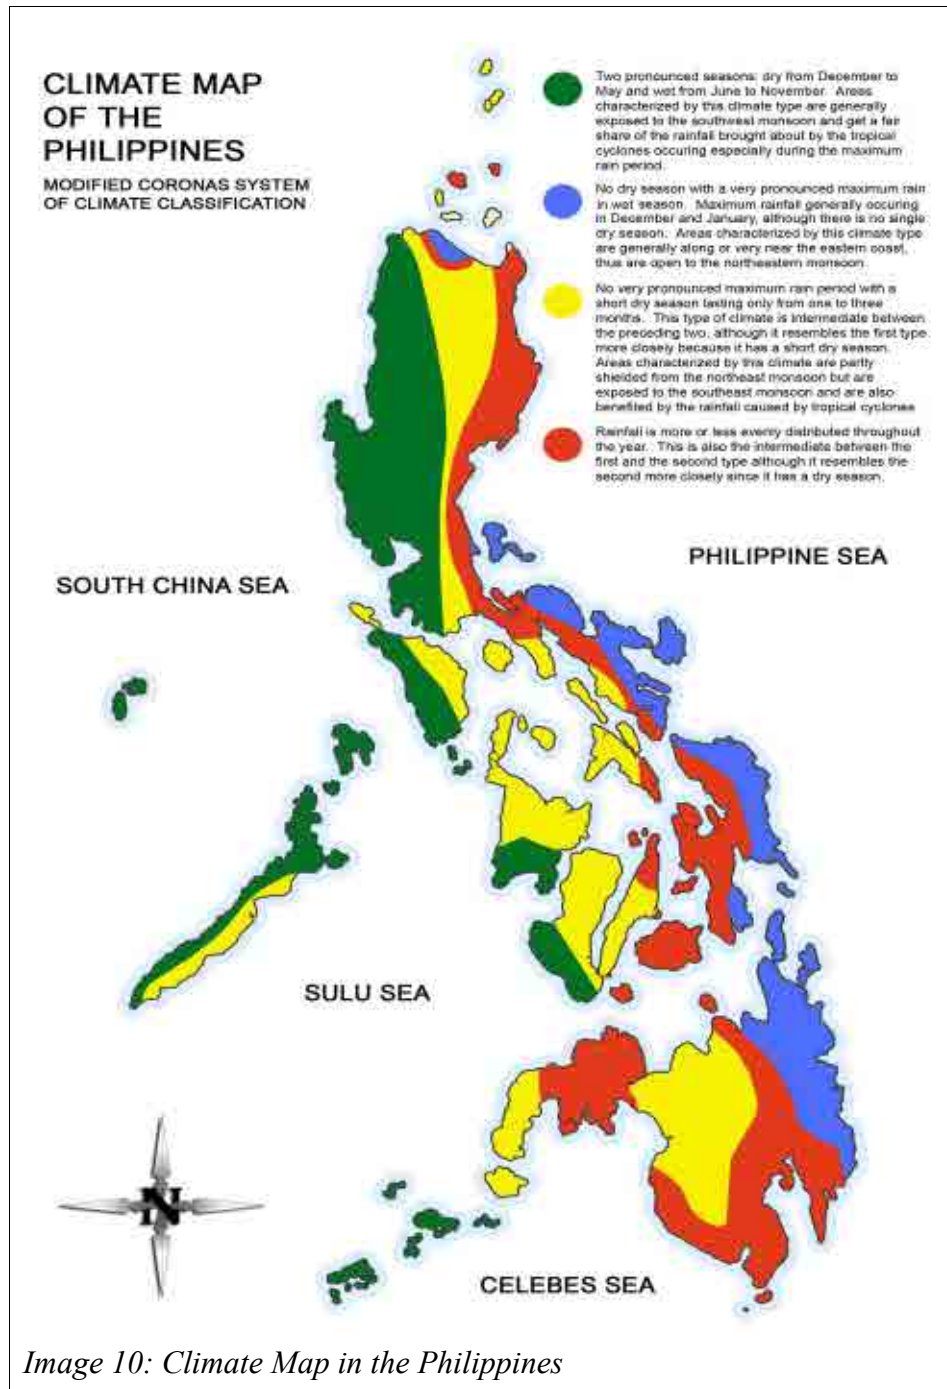 CLIMATE MAP
OF THE
PHILIPPINES
MODIFIED CORONAS SYSTEM
OF CLIMATE CLASSIFICATION
Two pronounced seasons: dry from December to
May and wet from June to November. Areas
characterized by this climate type are generally
exposed to the southwest monsoon and get a fair
share of the rainfall brought about by the tropical
cyclones occuring especially during the maximum
rain period.
No dry season with a very pronounced maximum rain
in wet season. Maximum rainfall generally occuring
in December and January, although there is no single
dry season. Areas characterized by this climate type
are generally along or very near the eastern coast,
thus are open to the northeastern monsoon.
No very pronounced maximum rain period with a
short dry season lasting only from one to three
months. This type of climate is intermediate between
the preceding two, although it resembles the first type
more closely because it has a short dry season.
Areas characterized by this climate are partly
shielded from the northeast monsoon but are
exposed to the southeast monsoon and are also
benefited by the rainfall caused by tropical cyclones
Rainfall is more or less evenly distributed throughout
the year. This is also the intermediate between the
first and the second type although it resembles the
second more closely since it has a dry season.
PHILIPPINE SEA
SOUTH CHINA SEA
SULU SEA
N
CELEBES SEA
Image 10: Climate Map in the Philippines